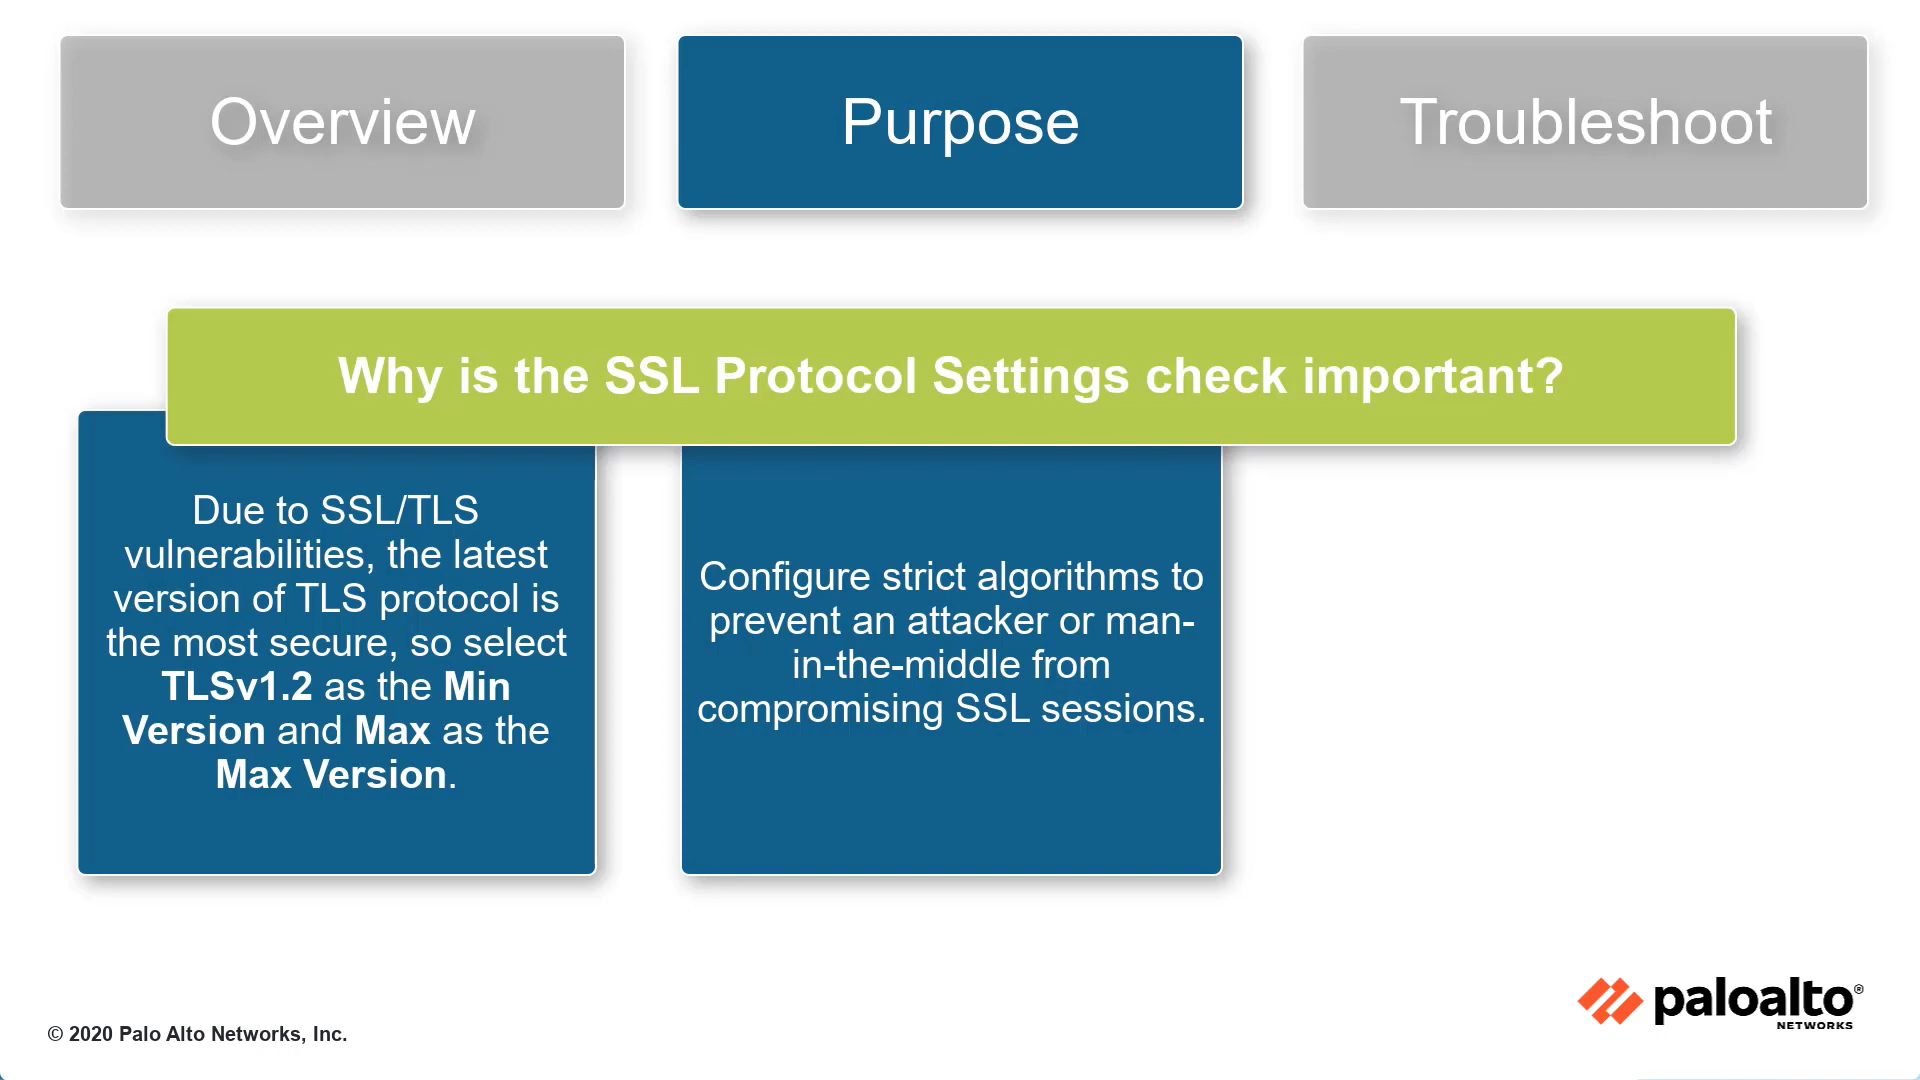 Overview
Purpose
Troubleshoot
Why is the SSL Protocol Settings check important?
Due to SSL/TLS
vulnerabilities, the latest
version of TLS protocol is
the most secure, so select
TLSv1.2 as the Min
Version and Max as the
Max Version.
Configure strict algorithms to
prevent an attacker or man-
in-the-middle from
compromising SSL sessions.
© 2020 Palo Alto Networks, Inc.
paloalto®
NETWORKS